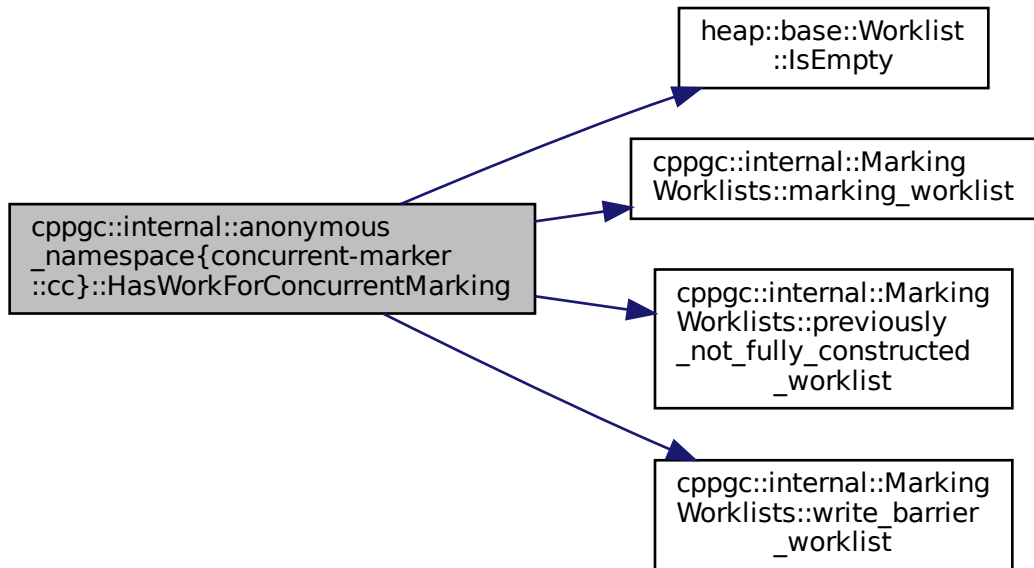 heap::base::Worklist
::IsEmpty
cppgc::internal::Marking
Worklists::marking_worklist
cppgc::internal::anonymous
_namespace{concurrent-marker
::cc}::HasWorkForConcurrentMarking
cppgc::internal::Marking
Worklists::previously
_not_fully_constructed
_worklist
cppgc::internal::Marking
Worklists::write_barrier
_worklist